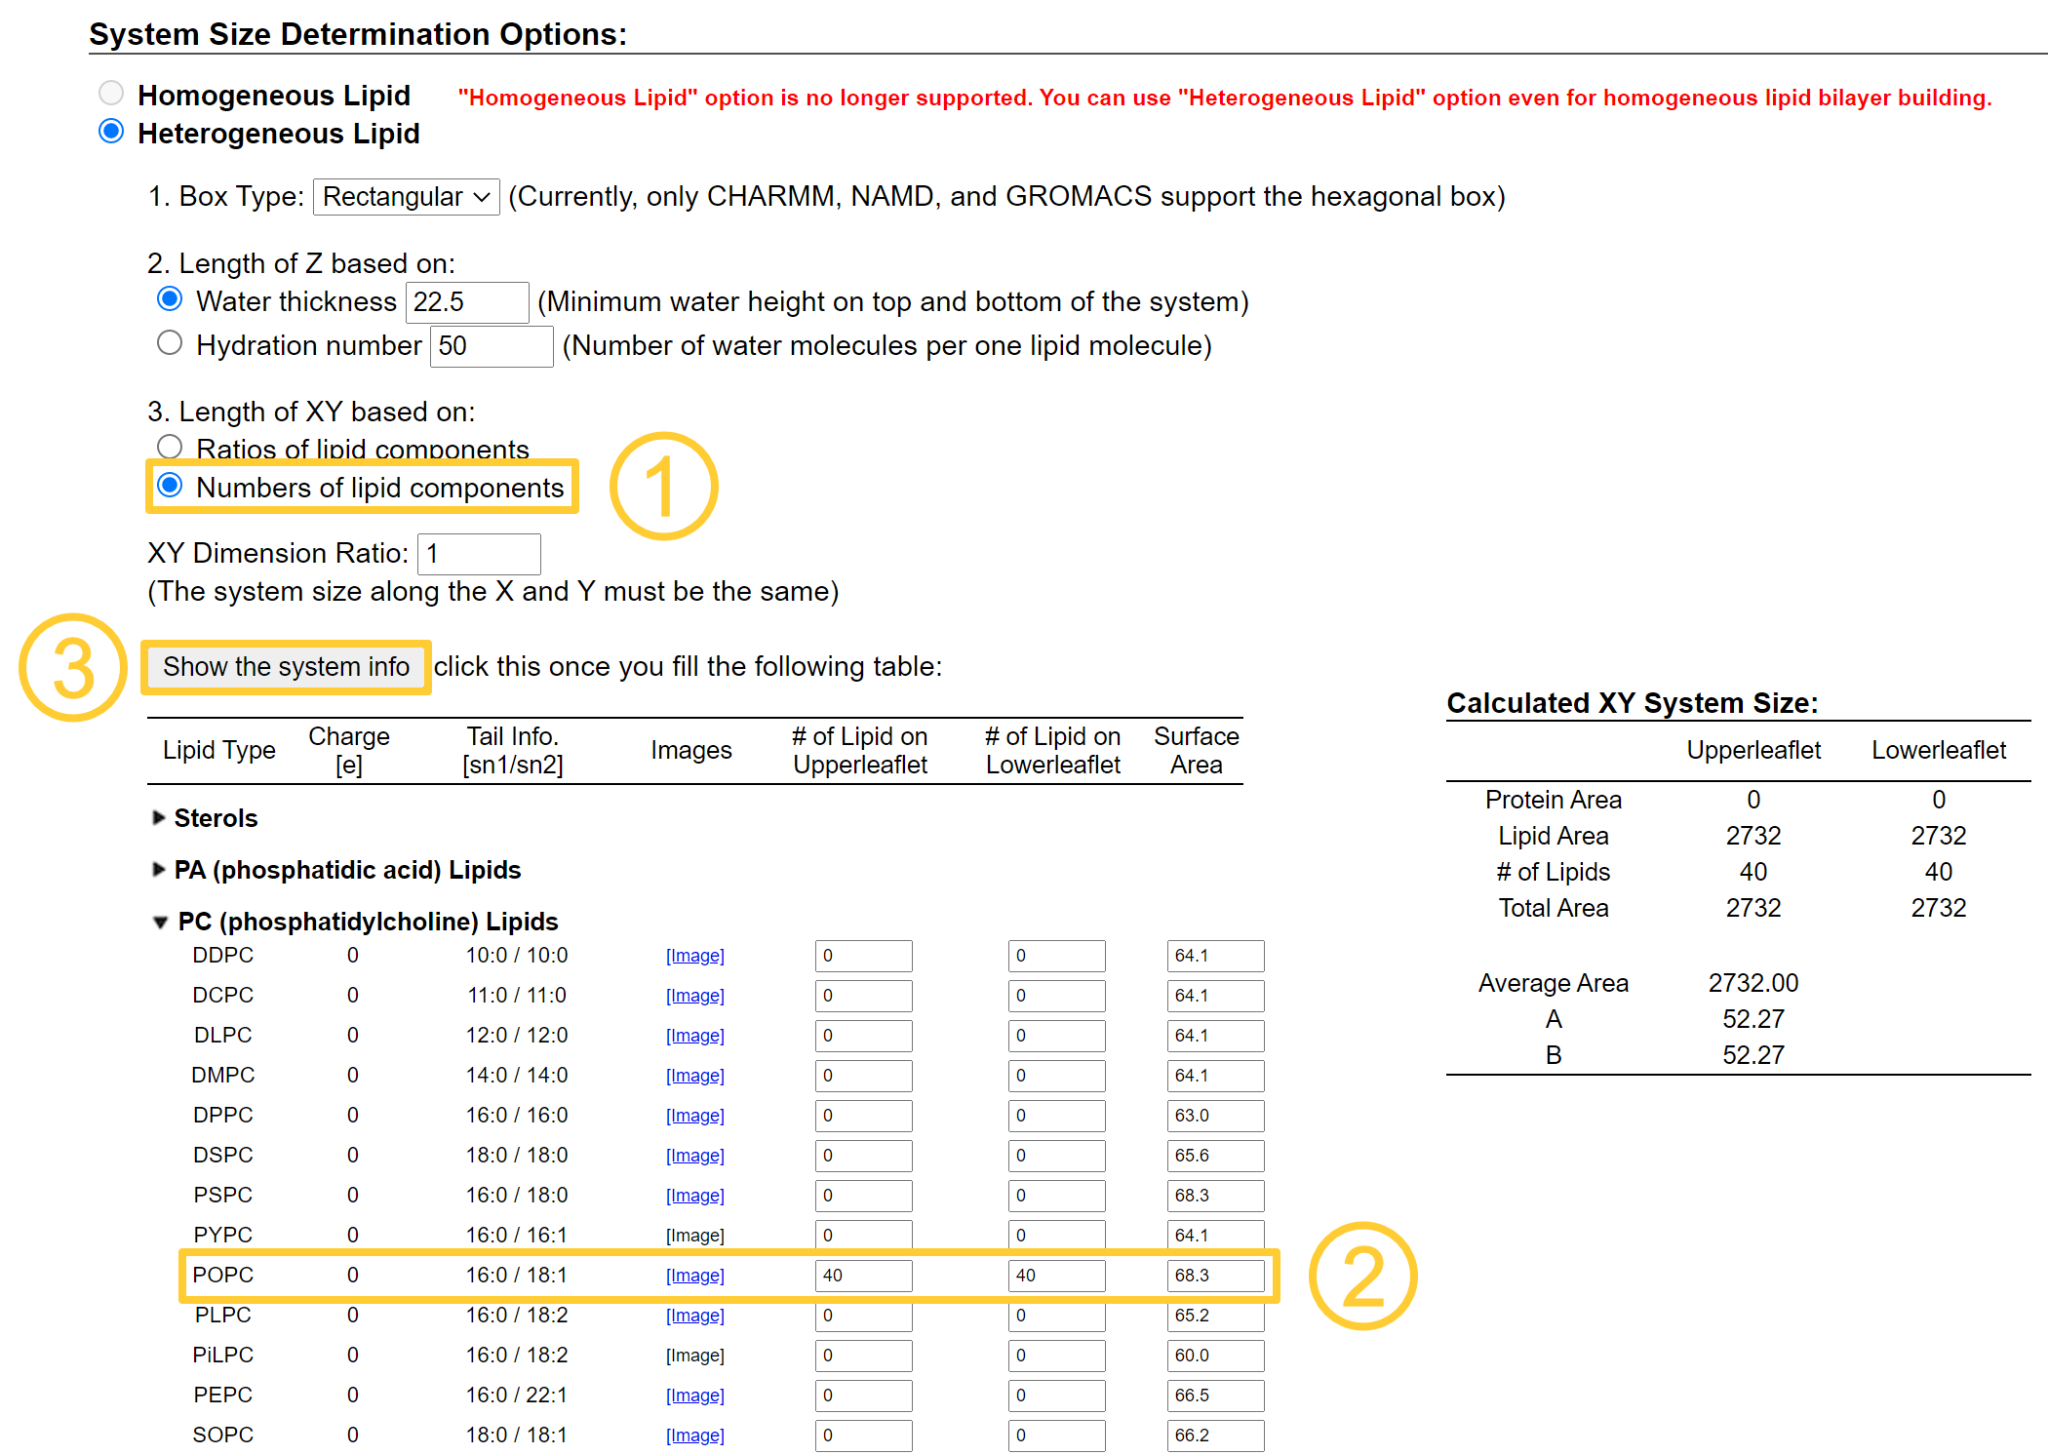 System Size Determination Options:
Homogeneous Lipid "Homogeneous Lipid" option is no longer supported. You can use "Heterogeneous Lipid" option even for homogeneous lipid bilayer building.
Heterogeneous Lipid
1. Box Type: Rectangular (Currently, only CHARMM, NAMD, and GROMACS support the hexagonal box)
2. Length of Z based on:
Water thickness 22.5 (Minimum water height on top and bottom of the system)
Hydration number 50 (Number of water molecules per one lipid molecule)
3. Length of XY based on:
Ratios of lipid components
Numbers of lipid components 1
XY Dimension Ratio: 1
(The system size along the X and Y must be the same)
3 Show the system info click this once you fill the following table:
Lipid Type Charge [e] Tail Info. [sn1/sn2] Images # of Lipid on Upperleaflet # of Lipid on Lowerleaflet Surface Area
Sterols
PA (phosphatidic acid) Lipids
PC (phosphatidylcholine) Lipids
DDPC 0 10:0 / 10:0 [Image] 0 0 64.1
DCPC 0 11:0 / 11:0 [Image] 0 0 64.1
DLPC 0 12:0 / 12:0 [Image] 0 0 64.1
DMPC 0 14:0 / 14:0 [Image] 0 0 64.1
DPPC 0 16:0 / 16:0 [Image] 0 0 63.0
DSPC 0 18:0 / 18:0 [Image] 0 0 65.6
PSPC 0 16:0 / 18:0 [Image] 0 0 68.3
PYPC 0 16:0 / 16:1 [Image] 0 0 64.1
POPC 0 16:0 / 18:1 [Image] 40 40 68.3 2
PLPC 0 16:0 / 18:2 [Image] 0 0 65.2
PiLPC 0 16:0 / 18:2 [Image] 0 0 60.0
PEPC 0 16:0 / 22:1 [Image] 0 0 66.5
SOPC 0 18:0 / 18:1 [Image] 0 0 66.2
Calculated XY System Size:
Upperleaflet Lowerleaflet
Protein Area 0 0
Lipid Area 2732 2732
# of Lipids 40 40
Total Area 2732 2732
Average Area 2732.00
A 52.27
B 52.27